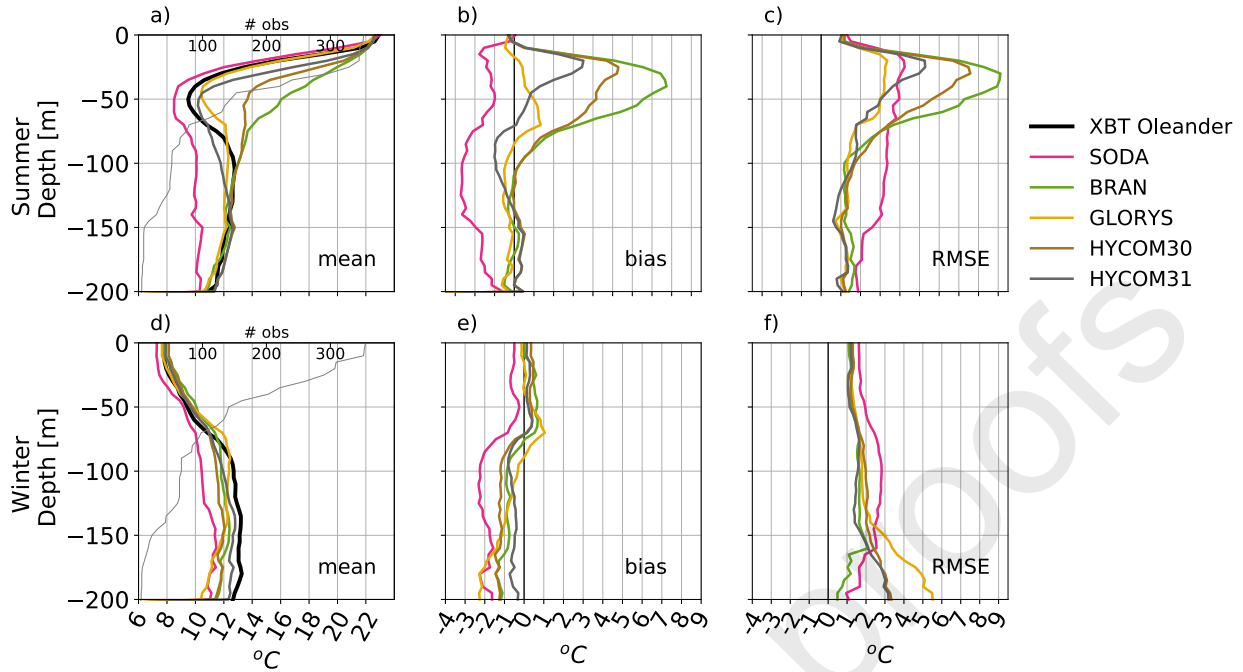 a) b) c)
# obs
100 200 300
0
−50
−100
−150
−200
Summer
Depth [m]
mean bias RMSE
XBT Oleander
SODA
BRAN
GLORYS
HYCOM30
HYCOM31
d) e) f)
# obs
100 200 300
0
−50
−100
−150
−200
Winter
Depth [m]
mean bias RMSE
6 8 10 12 14 16 18 20 22
-4 -3 -2 -1 0 1 2 3 4 5 6 7 8 9
-4 -3 -2 -1 0 1 2 3 4 5 6 7 8 9
°C °C °C
proofs